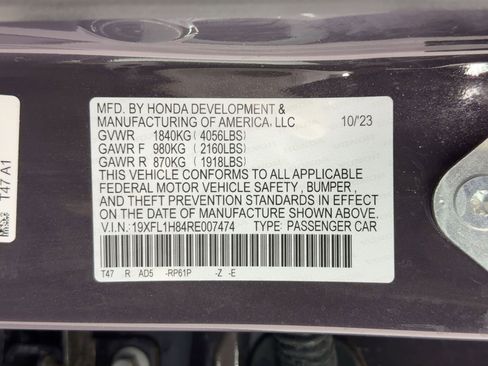 MFD. BY HONDA DEVELOPMENT &
MANUFACTURING OF AMERICA, LLC 10/'23
GVWR 1840KG ( 4056LBS)
GAWR F 980KG ( 2160LBS)
GAWR R 870KG ( 1918LBS)
THIS VEHICLE CONFORMS TO ALL APPLICABLE
FEDERAL MOTOR VEHICLE SAFETY , BUMPER ,
AND THEFT PREVENTION STANDARDS IN EFFECT
ON THE DATE OF MANUFACTURE SHOWN ABOVE.
V.I.N.: 19XFL1H84RE007474 TYPE: PASSENGER CAR
T47 R AD5 -RP61P -Z -E
T47 A1